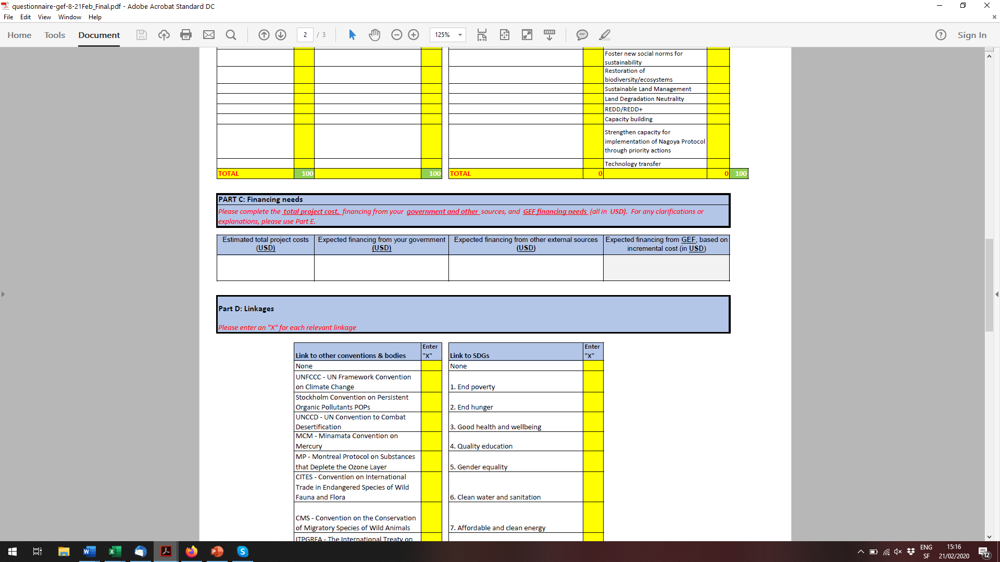 questionnaire-gef-8-21Feb_Final.pdf - Adobe Acrobat Standard DC
File Edit View Window Help
Home Tools Document 2 / 3 125% Sign In
Foster new social norms for
sustainability
Restoration of
biodiversity/ecosystems
Sustainable Land Management
Land Degradation Neutrality
REDD/REDD+
Capacity building
Strengthen capacity for
implementation of Nagoya Protocol
through priority actions
Technology transfer
TOTAL 100 100 TOTAL 0 0 100
PART C: Financing needs
Please complete the total project cost, financing from your government and other sources, and GEF financing needs (all in USD). For any clarifications or
explanations, please use Part E.
Estimated total project costs
(USD)
Expected financing from your government
(USD)
Expected financing from other external sources
(USD)
Expected financing from GEF, based on
incremental cost (in USD)
Part D: Linkages
Please enter an "X" for each relevant linkage
Link to other conventions & bodies
Enter
"X"
None
UNFCCC - UN Framework Convention
on Climate Change
Stockholm Convention on Persistent
Organic Pollutants POPs
UNCCD - UN Convention to Combat
Desertification
MCM - Minamata Convention on
Mercury
MP - Montreal Protocol on Substances
that Deplete the Ozone Layer
CITES - Convention on International
Trade in Endangered Species of Wild
Fauna and Flora
CMS - Convention on the Conservation
of Migratory Species of Wild Animals
ITPGRFA - The International Treaty on
Link to SDGs
Enter
"X"
None
1. End poverty
2. End hunger
3. Good health and wellbeing
4. Quality education
5. Gender equality
6. Clean water and sanitation
7. Affordable and clean energy
ENG
SF
15:16
21/02/2020
12